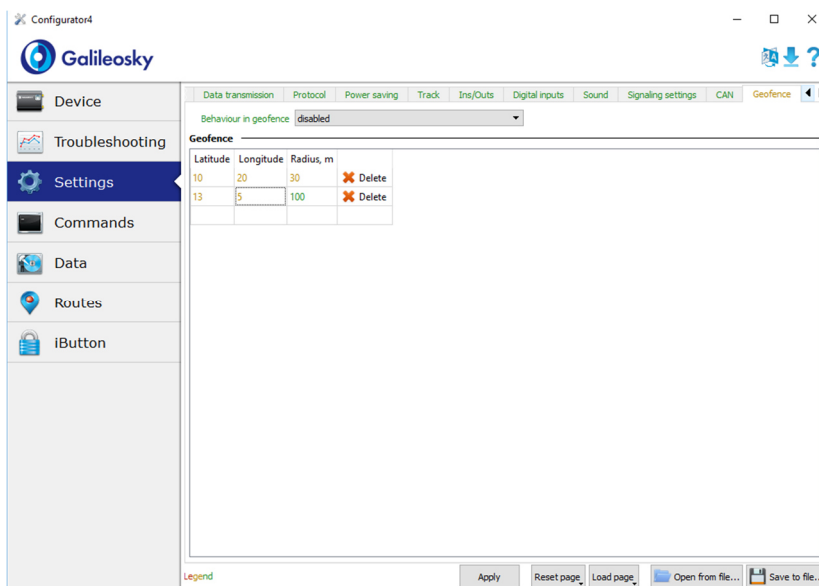 Configurator4
Galileosky
Device
Troubleshooting
Settings
Commands
Data
Routes
iButton
Data transmission Protocol Power saving Track Ins/Outs Digital inputs Sound Signaling settings CAN Geofence
Behaviour in geofence disabled
Geofence
Latitude Longitude Radius, m
10 20 30 Delete
13 5 100 Delete
Legend Apply Reset page Load page Open from file... Save to file...